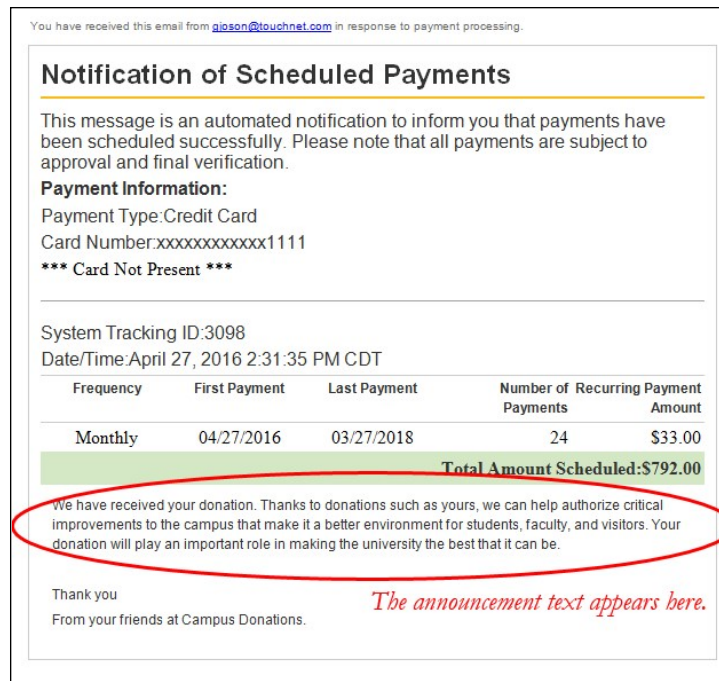 You have received this email from gjoson@touchnet.com in response to payment processing.
Notification of Scheduled Payments
This message is an automated notification to inform you that payments have
been scheduled successfully. Please note that all payments are subject to
approval and final verification.
Payment Information:
Payment Type:Credit Card
Card Number:xxxxxxxxxxxx1111
*** Card Not Present ***
System Tracking ID:3098
Date/Time:April 27, 2016 2:31:35 PM CDT
Frequency First Payment Last Payment Number of Recurring Payment
Payments Amount
Monthly 04/27/2016 03/27/2018 24 $33.00
Total Amount Scheduled:$792.00
We have received your donation. Thanks to donations such as yours, we can help authorize critical
improvements to the campus that make it a better environment for students, faculty, and visitors. Your
donation will play an important role in making the university the best that it can be.
Thank you
The announcement text appears here.
From your friends at Campus Donations.